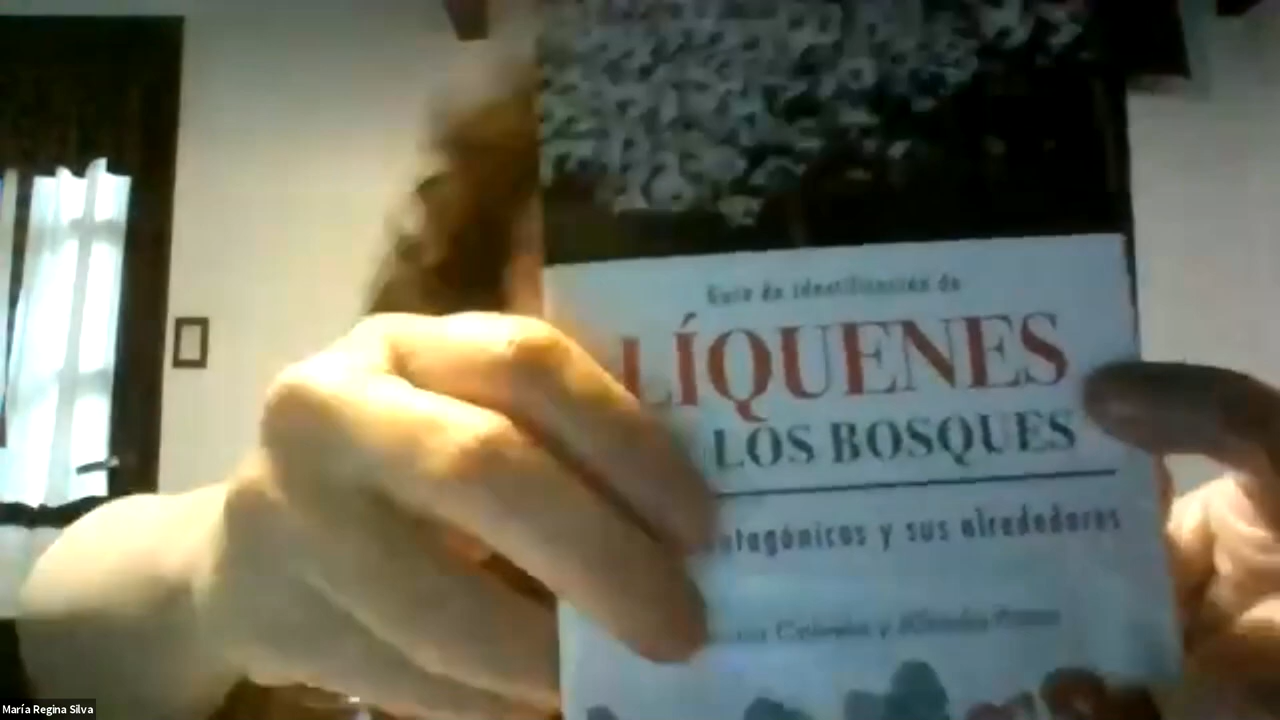 Guía de identificación de
LÍQUENES
LOS BOSQUES
patagónicos y sus alrededores
y
María Regina Silva